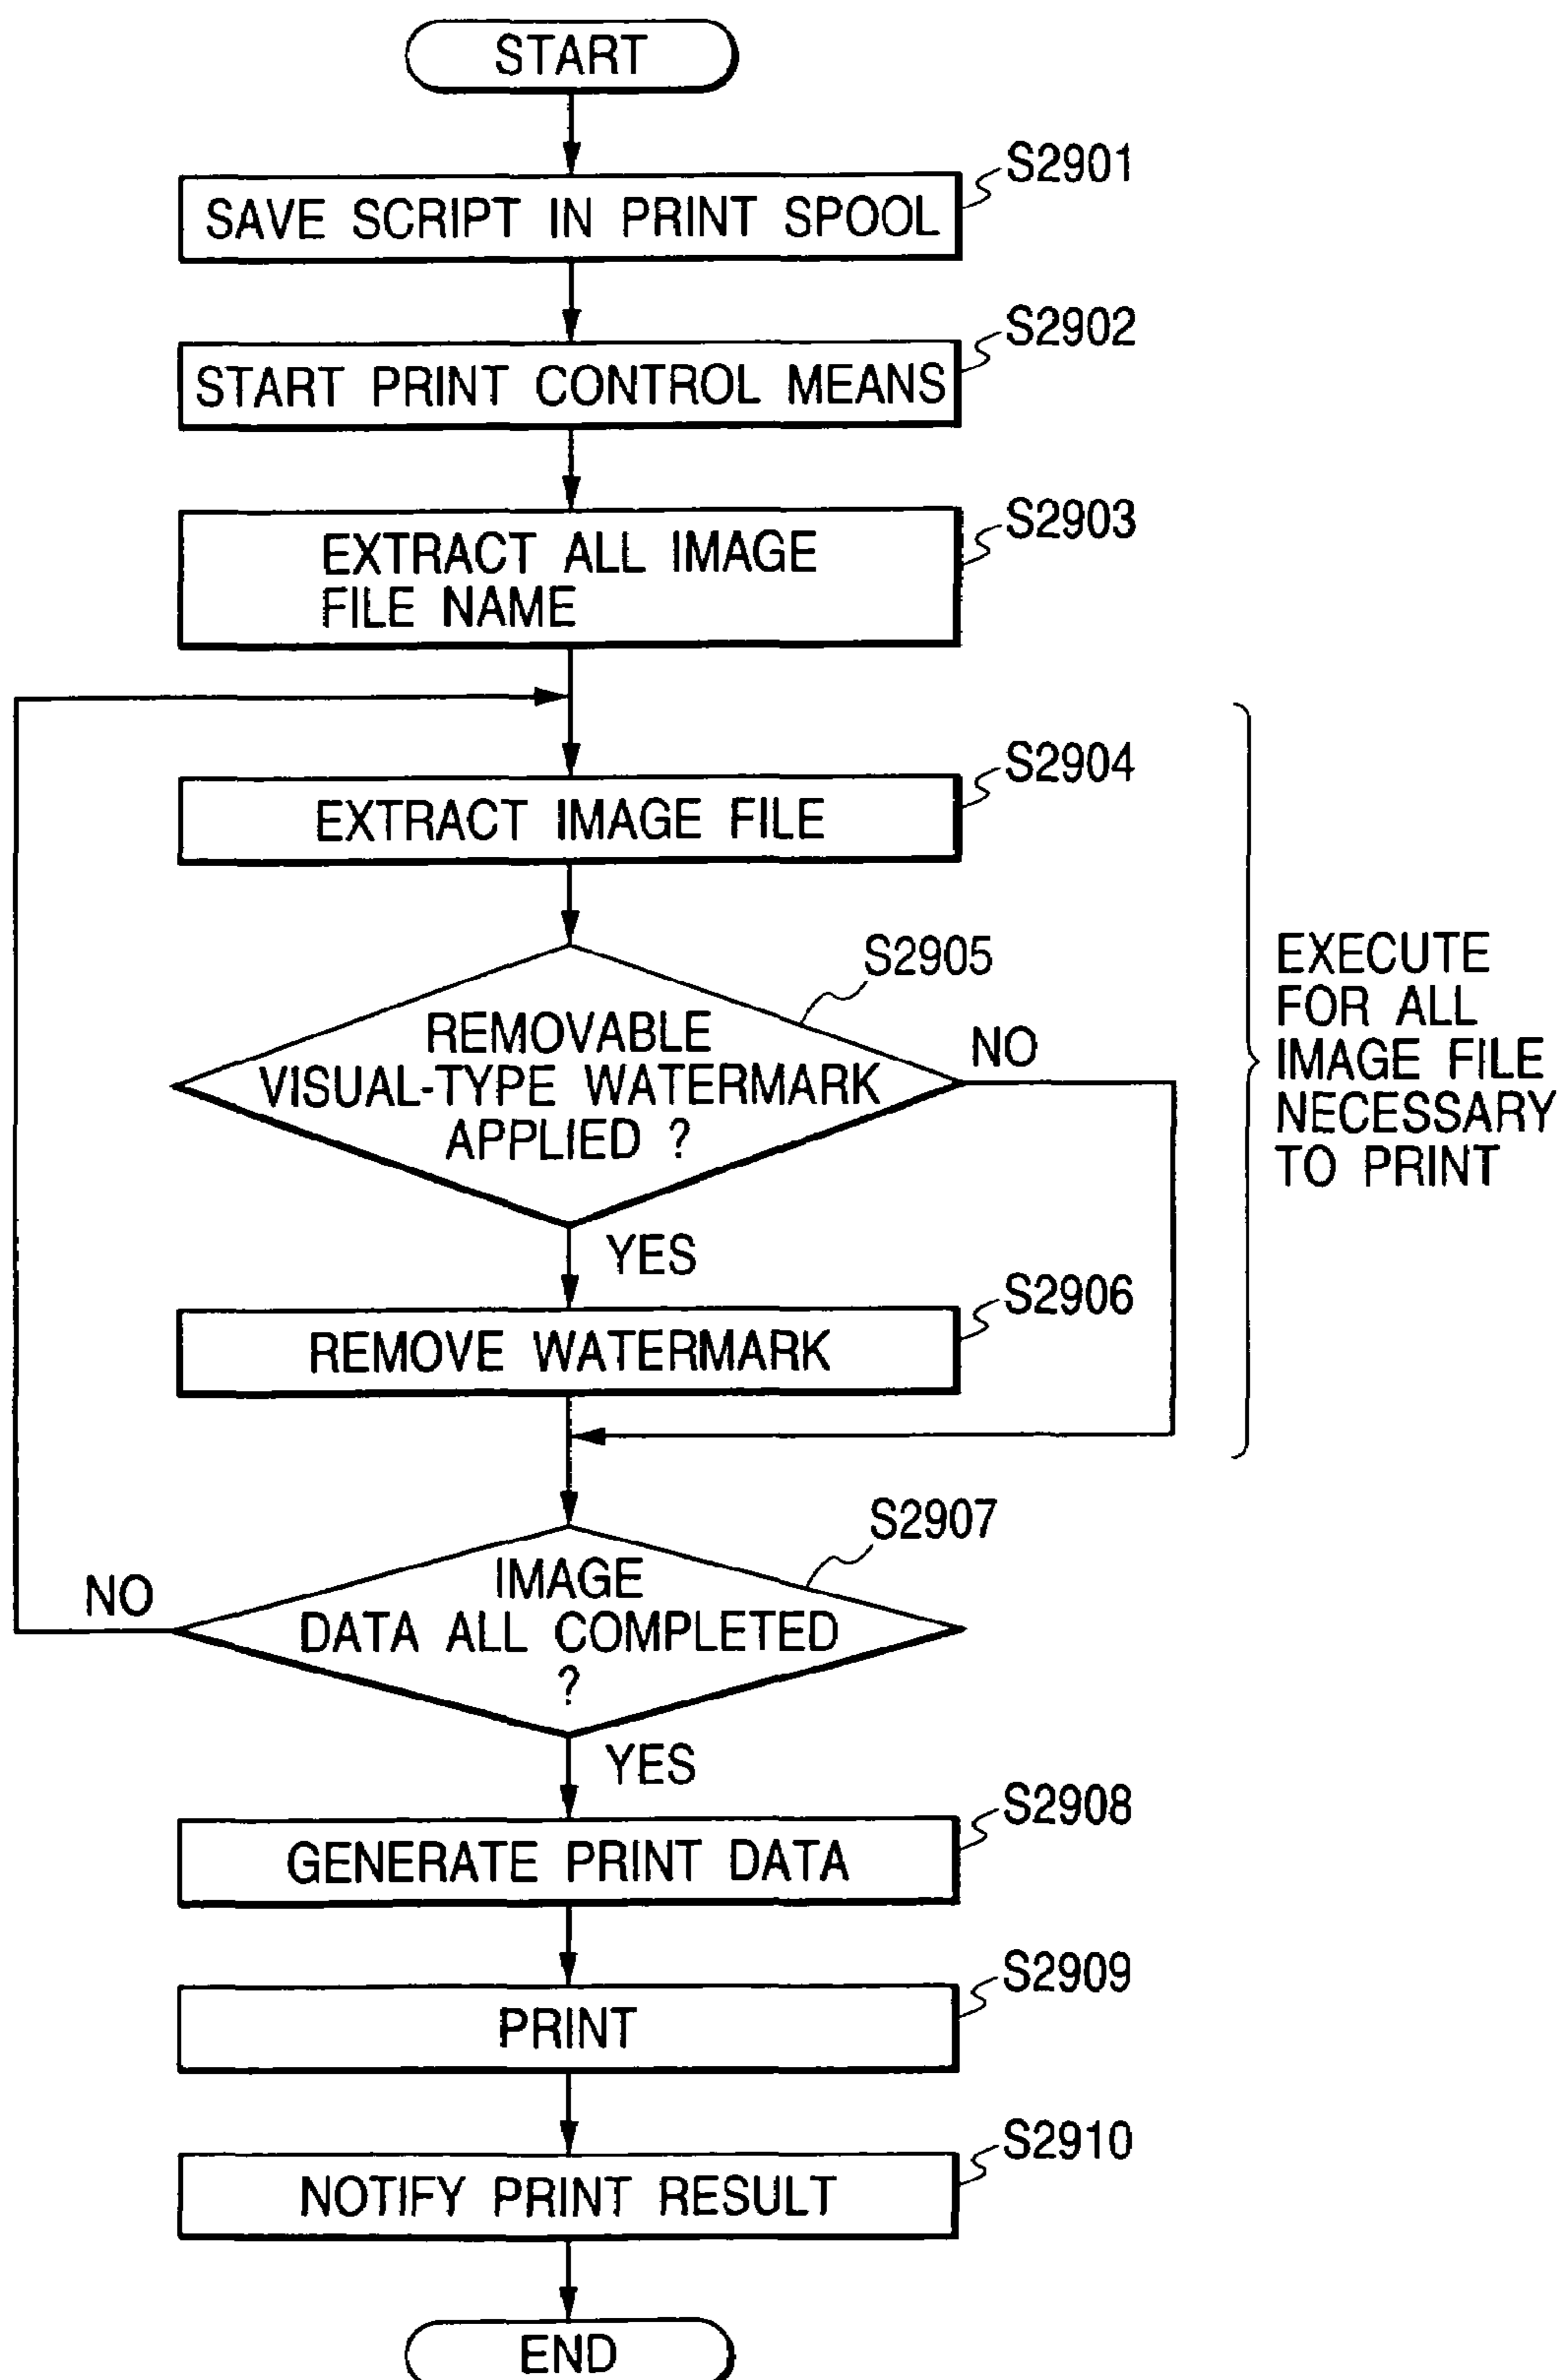 START
S2901
SAVE SCRIPT IN PRINT SPOOL
S2902
START PRINT CONTROL MEANS
S2903
EXTRACT ALL IMAGE
FILE NAME
S2904
EXTRACT IMAGE FILE
S2905
REMOVABLE
VISUAL-TYPE WATERMARK
APPLIED ?
NO
YES
EXECUTE
FOR ALL
IMAGE FILE
NECESSARY
TO PRINT
S2906
REMOVE WATERMARK
S2907
IMAGE
DATA ALL COMPLETED
?
NO
YES
S2908
GENERATE PRINT DATA
S2909
PRINT
S2910
NOTIFY PRINT RESULT
END